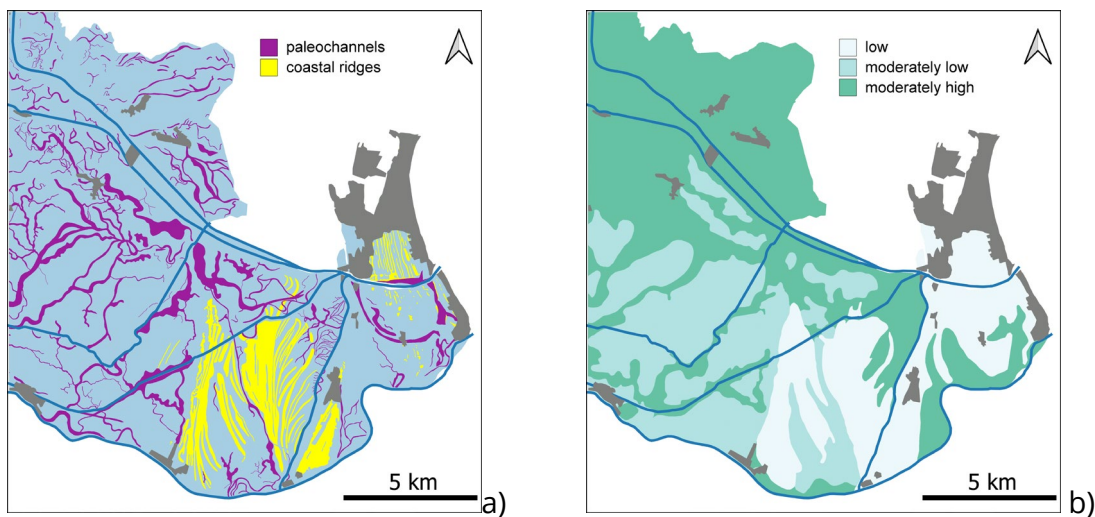 paleochannels
coastal ridges
5 km
a)
low
moderately low
moderately high
5 km
b)